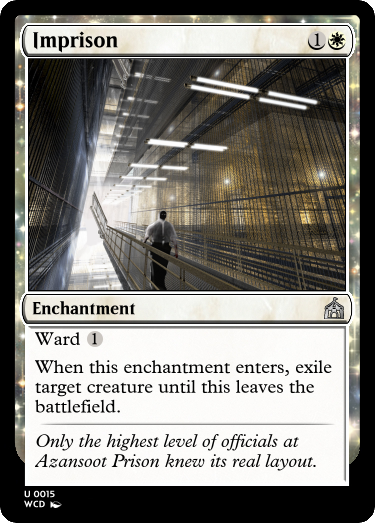 Imprison 1
Enchantment
Ward 1
When this enchantment enters, exile
target creature until this leaves the
battlefield.
Only the highest level of officials at
Azansoot Prison knew its real layout.
U 0015
WCD